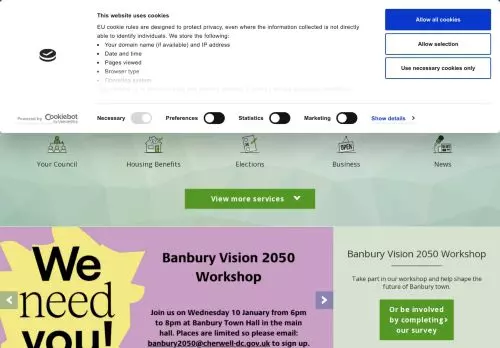 This website uses cookies
EU cookie rules are designed to protect privacy, even where the information collected is not directly
able to identify individuals. We store the following:
• Your domain name (if available) and IP address
• Date and time
• Pages viewed
• Browser type
• Operating system
Powered by Cookiebot
by Usercentrics
Allow all cookies
Allow selection
Use necessary cookies only
Necessary
Preferences
Statistics
Marketing
Show details
Your Council
Housing Benefits
Elections
OPEN
Business
News
View more services
We
need
you!
Banbury Vision 2050
Workshop
Join us on Wednesday 10 January from 6pm
to 8pm at Banbury Town Hall in the
main hall. Places are limited so please email:
banbury2050@cherwell-dc.gov.uk to sign up.
Banbury Vision 2050 Workshop
Take part in our workshop and help shape the
future of Banbury town.
Or be involved
by completing
our survey